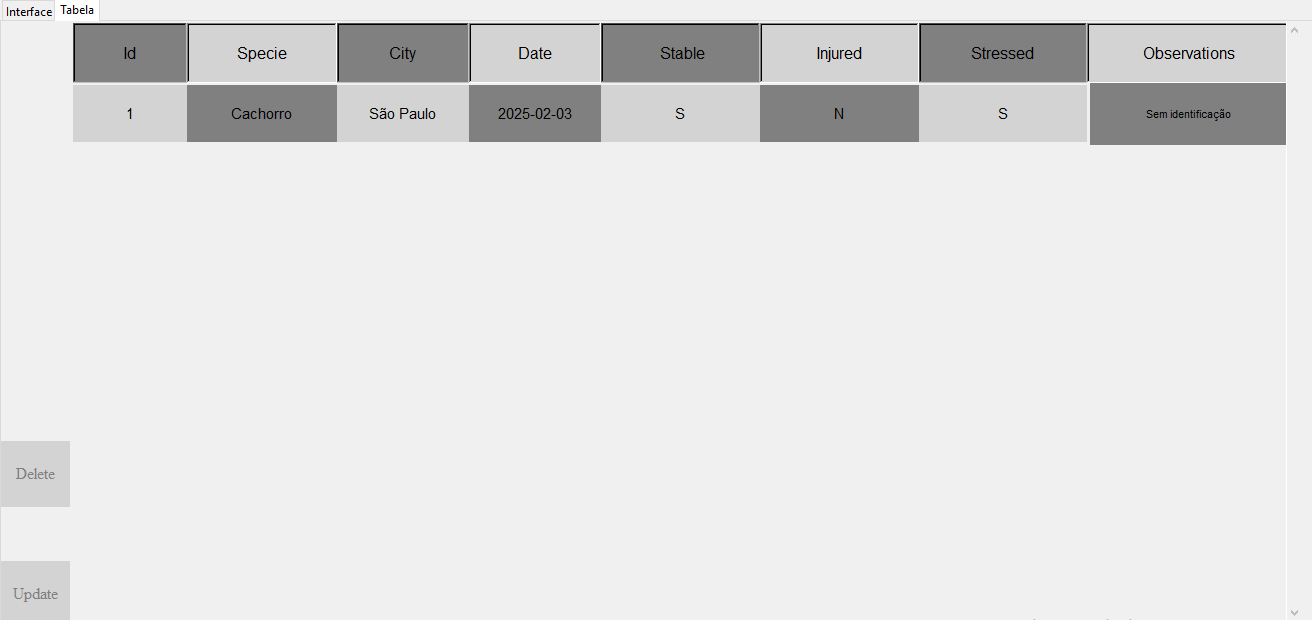 Interface Tabela
Id Specie City Date Stable Injured Stressed Observations
1 Cachorro São Paulo 2025-02-03 S N S Sem identificação
Delete
Update